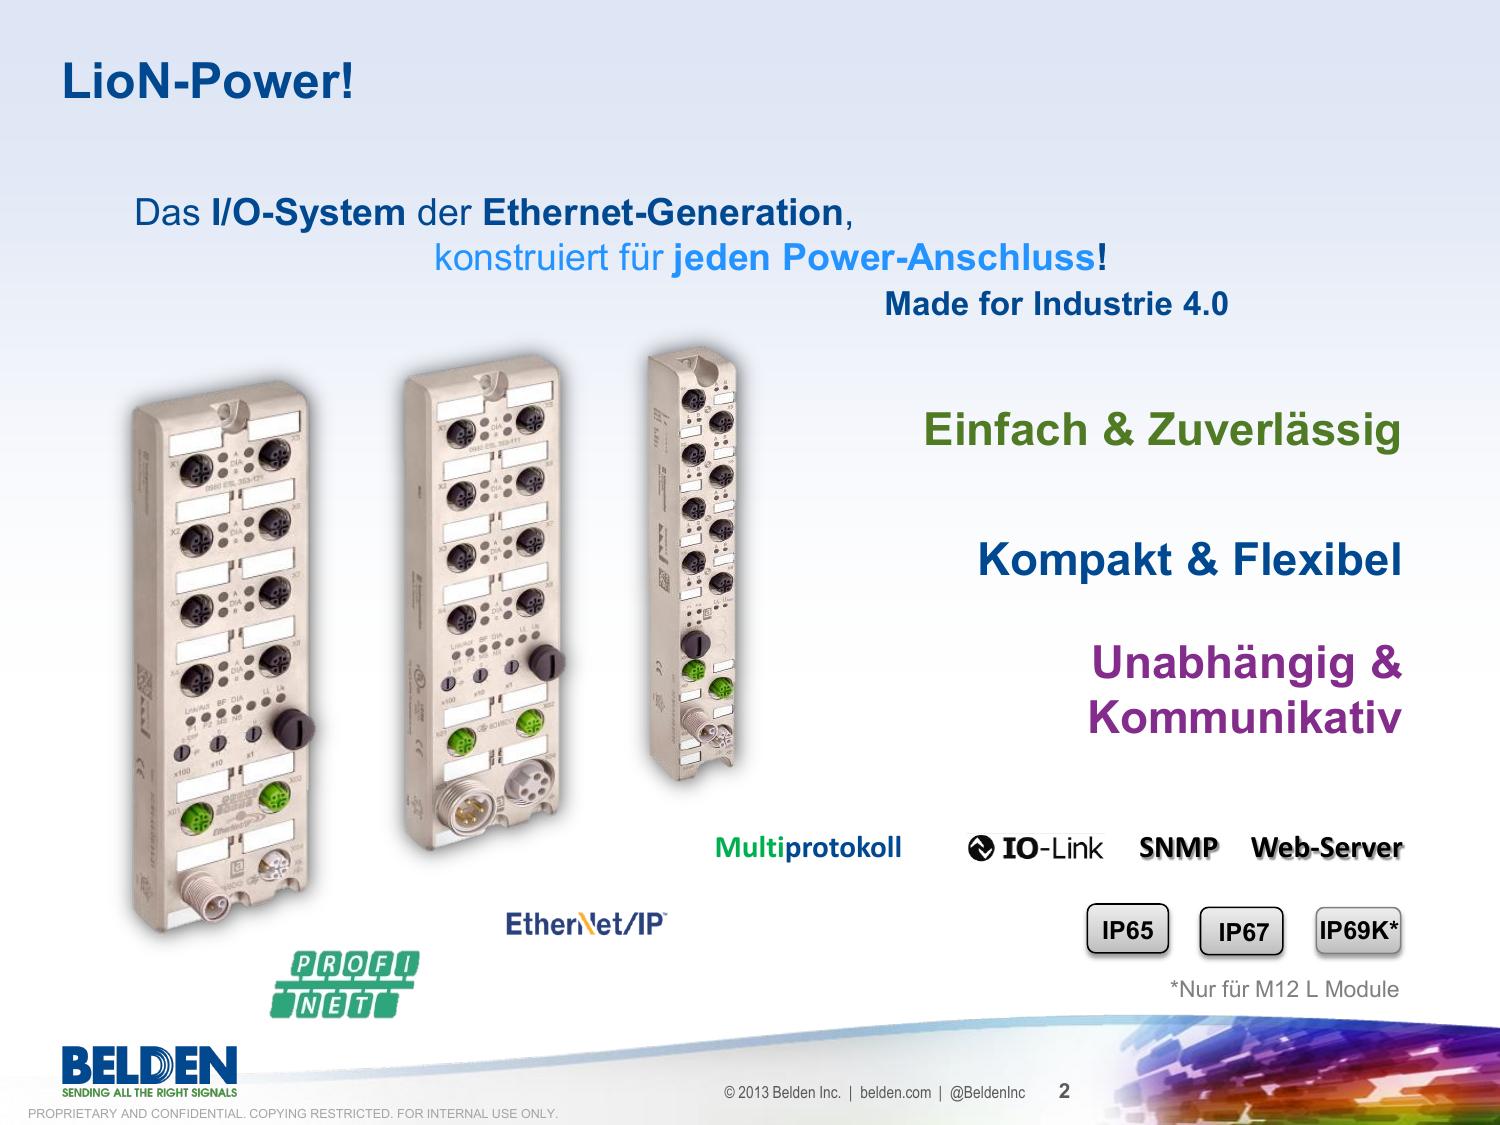 LioN-Power!
Das I/O-System der Ethernet-Generation,
konstruiert für jeden Power-Anschluss!
Made for Industrie 4.0
Einfach & Zuverlässig
Kompakt & Flexibel
Unabhängig &
Kommunikativ
Multiprotokoll
IO-Link
SNMP
Web-Server
EtherNet/IP™
IP65
IP67
IP69K*
PROFI
NET
*Nur für M12 L Module
BELDEN
SENDING ALL THE RIGHT SIGNALS
© 2013 Belden Inc. | belden.com | @BeldenInc
2
PROPRIETARY AND CONFIDENTIAL. COPYING RESTRICTED. FOR INTERNAL USE ONLY.